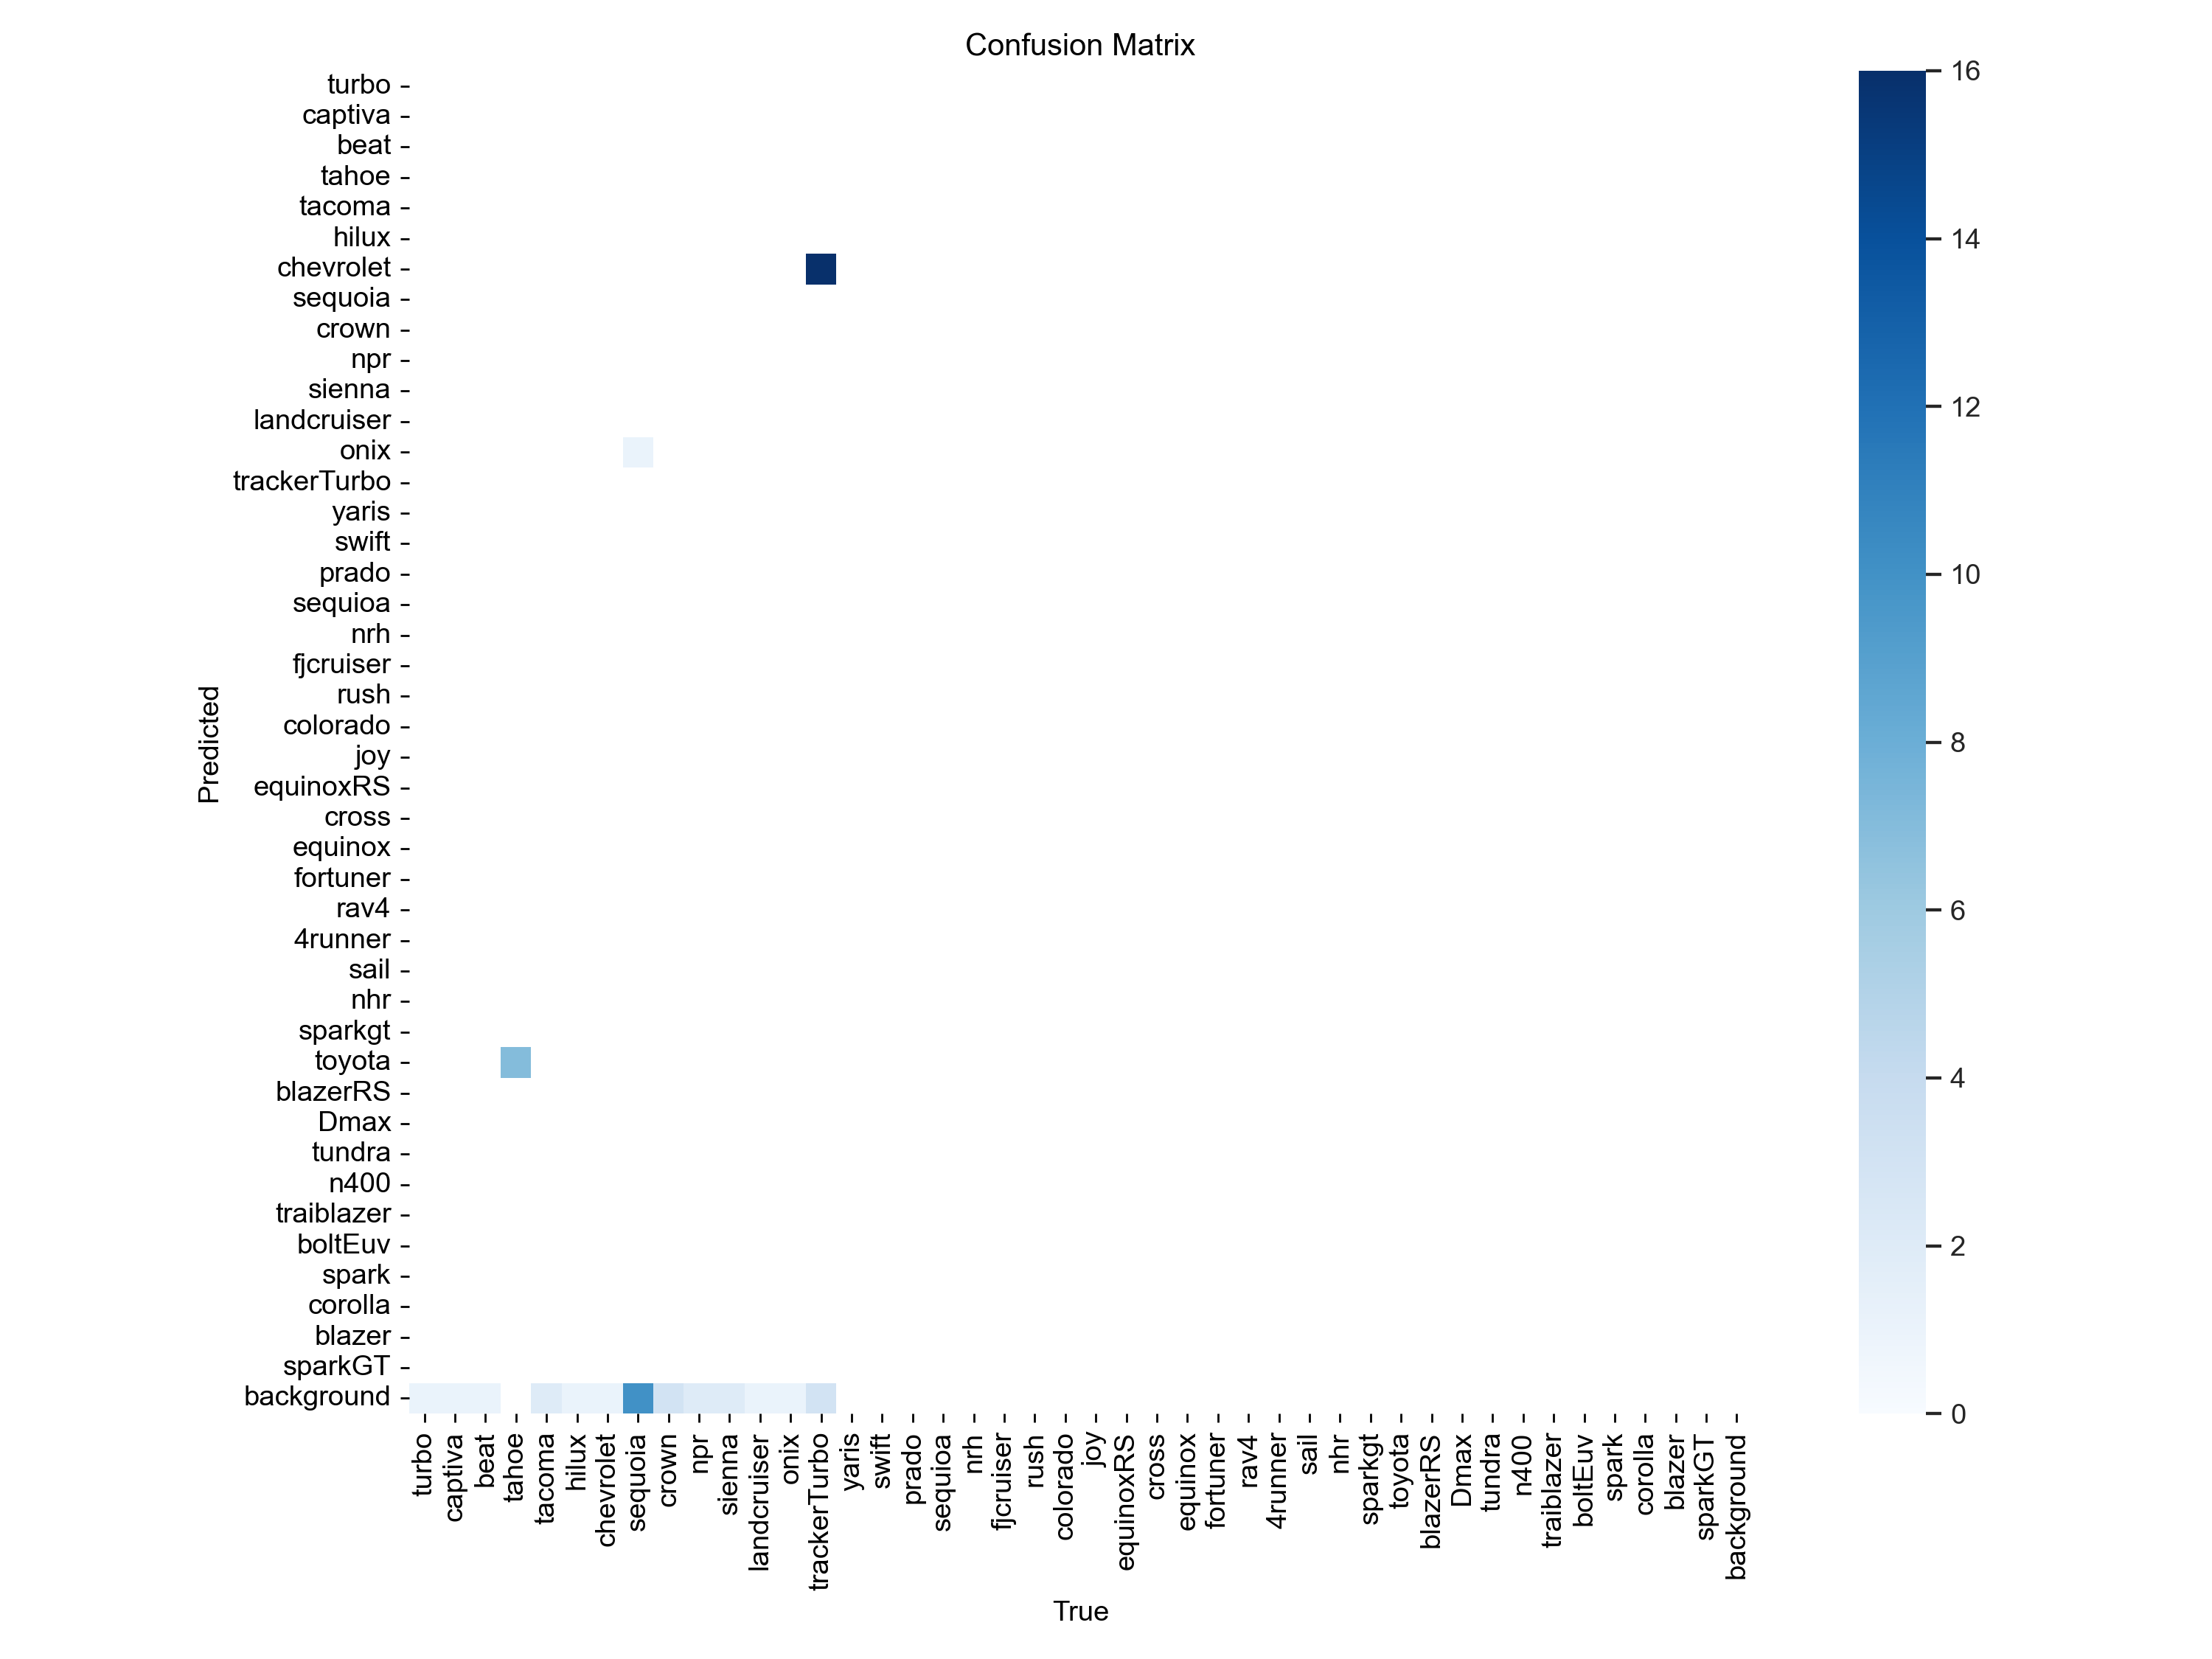 Confusion Matrix
turbo
captiva
beat
tahoe
tacoma
hilux
chevrolet
sequoia
crown
npr
sienna
landcruiser
onix
trackerTurbo
yaris
swift
prado
sequioa
nrh
fjcruiser
rush
colorado
joy
equinoxRS
cross
equinox
fortuner
rav4
4runner
sail
nhr
sparkgt
toyota
blazerRS
Dmax
tundra
n400
traiblazer
boltEuv
spark
corolla
blazer
sparkGT
background
Predicted
turbo
captiva
beat
tahoe
tacoma
hilux
chevrolet
sequoia
crown
npr
sienna
landcruiser
onix
trackerTurbo
yaris
swift
prado
sequioa
nrh
fjcruiser
rush
colorado
joy
equinoxRS
cross
equinox
fortuner
rav4
4runner
sail
nhr
sparkgt
toyota
blazerRS
Dmax
tundra
n400
traiblazer
boltEuv
spark
corolla
blazer
sparkGT
background
True
16
14
12
10
8
6
4
2
0